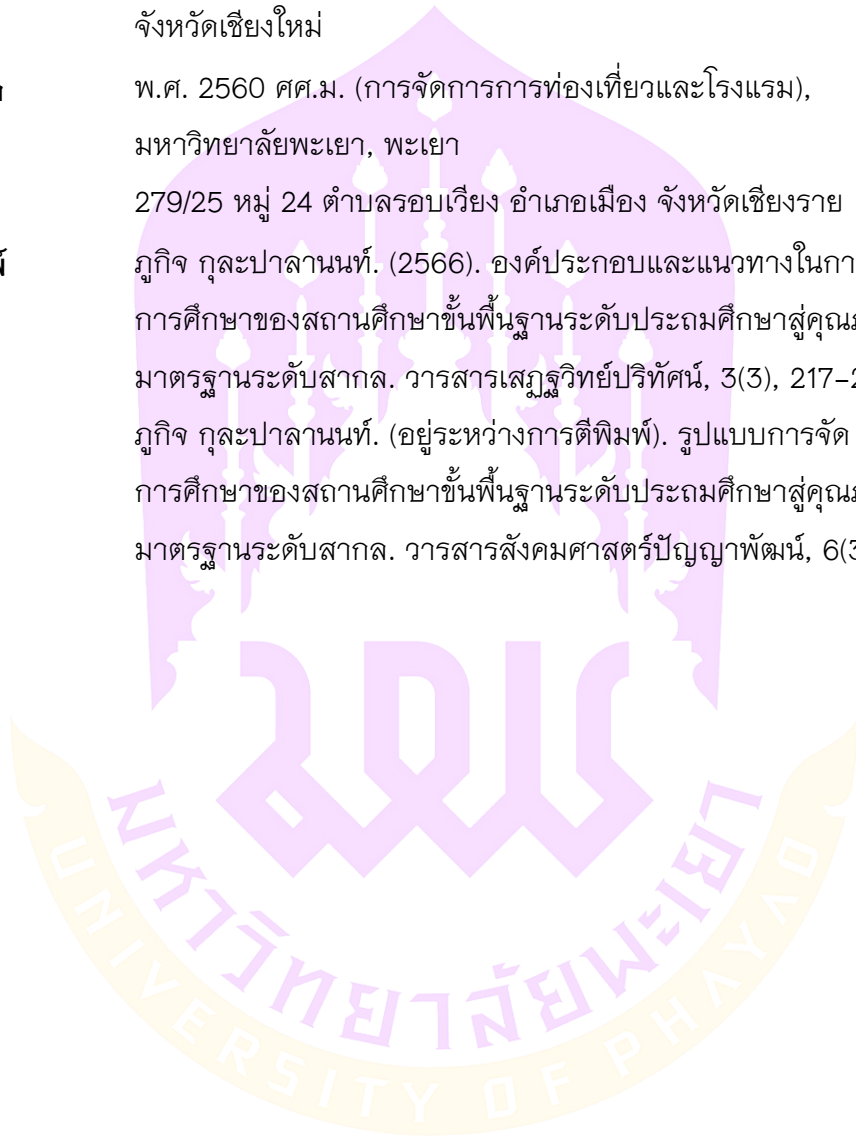 จังหวัดเชียงใหม่
พ.ศ. 2560 ศศ.ม. (การจัดการการท่องเที่ยวและโรงแรม),
มหาวิทยาลัยพะเยา, พะเยา
279/25 หมู่ 24 ตำบลรอบเวียง อำเภอเมือง จังหวัดเชียงราย
ภูกิจ กุละปาลานนท์. (2566). องค์ประกอบและแนวทางในกา
การศึกษาของสถานศึกษาขั้นพื้นฐานระดับประถมศึกษาสู่คุณ
มาตรฐานระดับสากล. วารสารเสฏฐวิทย์ปริทัศน์, 3(3), 217-2
ภูกิจ กุละปาลานนท์. (อยู่ระหว่างการตีพิมพ์). รูปแบบการจัด
การศึกษาของสถานศึกษาขั้นพื้นฐานระดับประถมศึกษาสู่คุณ
มาตรฐานระดับสากล. วารสารสังคมศาสตร์ปัญญาพัฒน์, 6(3
มหาวิทยาลัยพะเยา
UNIVERSITY OF PHAYAO